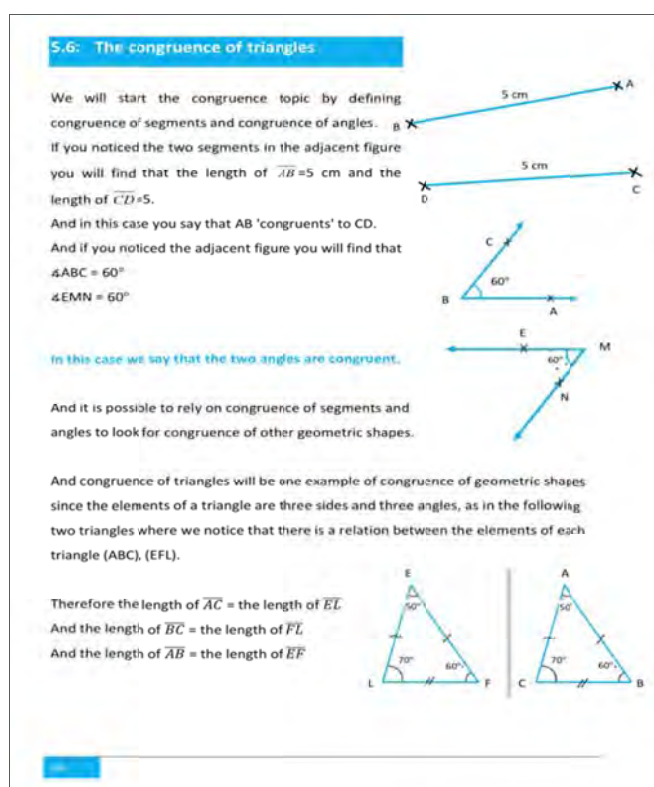 5.6: The congruence of triangles
We will start the congruence topic by defining
congruence of segments and congruence of angles.
If you noticed the two segments in the adjacent figure
you will find that the length of AB =5 cm and the
length of CD=5.
And in this case you say that AB 'congruents' to CD.
And if you noticed the adjacent figure you will find that
∡ABC = 60°
∡EMN = 60°
In this case we say that the two angles are congruent.
And it is possible to rely on congruence of segments and
angles to look for congruence of other geometric shapes.
And congruence of triangles will be one example of congruence of geometric shapes
since the elements of a triangle are three sides and three angles, as in the following
two triangles where we notice that there is a relation between the elements of each
triangle (ABC), (EFL).
Therefore the length of AC = the length of EL
And the length of BC = the length of FL
And the length of AB = the length of EF
5 cm
A
B
5 cm
D
C
C
60°
B
A
E
M
60°
N
E
50°
70°
60°
L
F
A
50
70°
60°
C
B